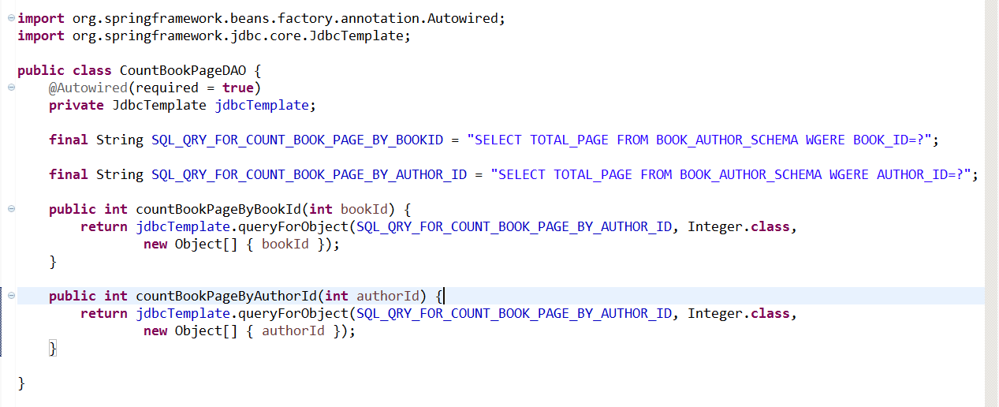 import org.springframework.beans.factory.annotation.Autowired;
import org.springframework.jdbc.core.JdbcTemplate;
public class CountBookPageDAO {
@Autowired(required = true)
private JdbcTemplate jdbcTemplate;
final String SQL_QRY_FOR_COUNT_BOOK_PAGE_BY_BOOKID = "SELECT TOTAL_PAGE FROM BOOK_AUTHOR_SCHEMA WGERE BOOK_ID=?";
final String SQL_QRY_FOR_COUNT_BOOK_PAGE_BY_AUTHOR_ID = "SELECT TOTAL_PAGE FROM BOOK_AUTHOR_SCHEMA WGERE AUTHOR_ID=?";
public int countBookPageByBookId(int bookId) {
return jdbcTemplate.queryForObject(SQL_QRY_FOR_COUNT_BOOK_PAGE_BY_AUTHOR_ID, Integer.class,
new Object[] { bookId });
}
public int countBookPageByAuthorId(int authorId) {
return jdbcTemplate.queryForObject(SQL_QRY_FOR_COUNT_BOOK_PAGE_BY_AUTHOR_ID, Integer.class,
new Object[] { authorId });
}
}